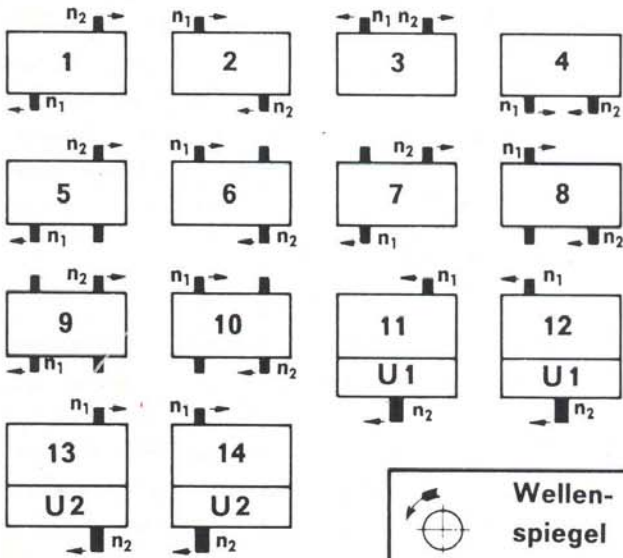 n₂ n₁ n₁ n₂
1 2 3 4
n₁ n₂ n₁ n₂
n₂ n₁ n₂ n₁
5 6 7 8
n₁ n₂ n₁ n₂
n₂ n₁ n₁ n₁
9 10 11 12
n₁ n₂ U1 U1
n₁ n₁ n₂ n₂
13 14
U2 U2
n₂ n₂
Wellen-
spiegel